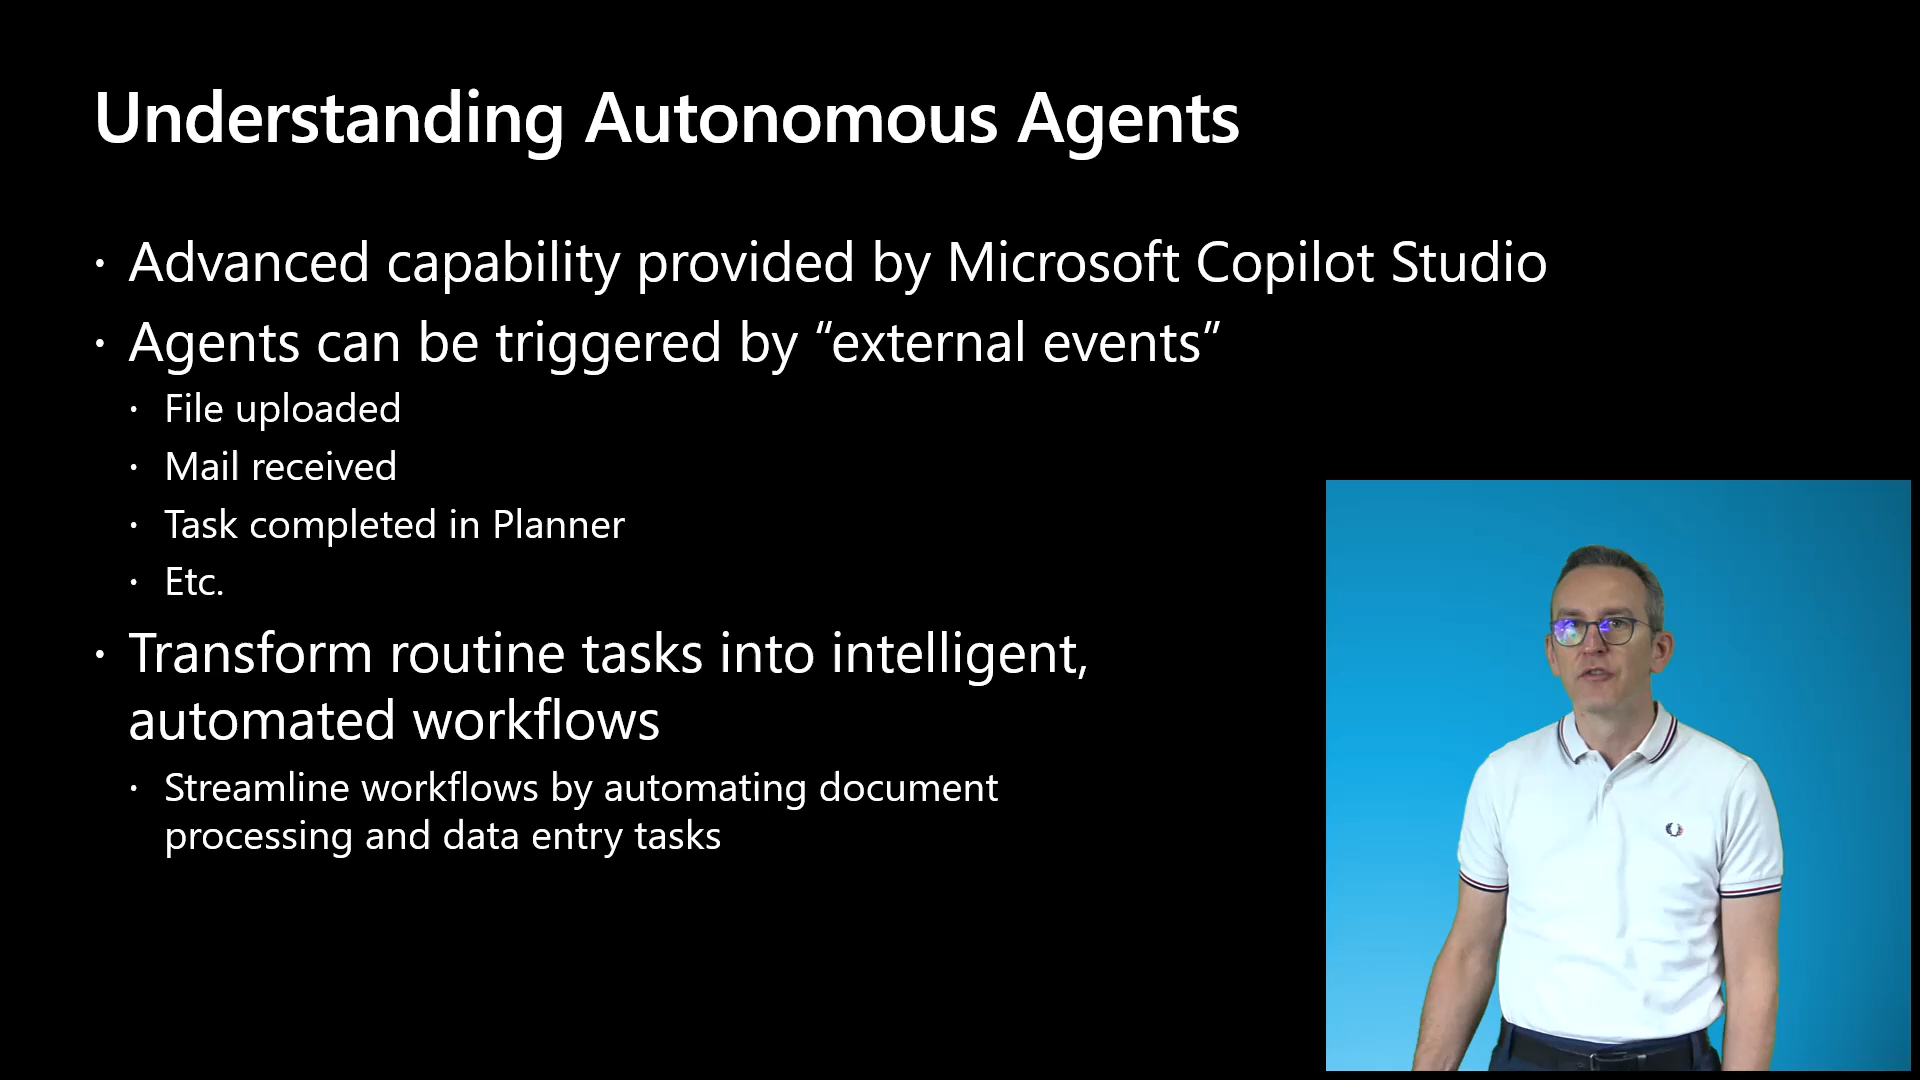 Understanding Autonomous Agents
· Advanced capability provided by Microsoft Copilot Studio
· Agents can be triggered by “external events”
· File uploaded
· Mail received
· Task completed in Planner
· Etc.
· Transform routine tasks into intelligent,
automated workflows
· Streamline workflows by automating document
processing and data entry tasks